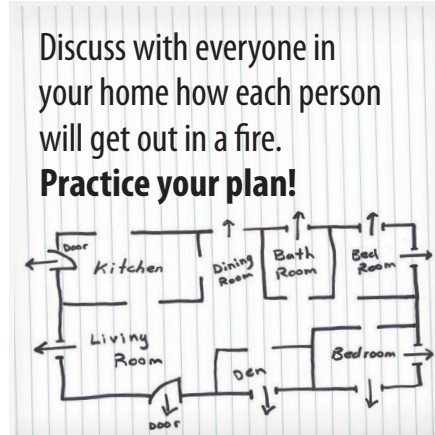 Discuss with everyone in
your home how each person
will get out in a fire.
Practice your plan!
Door
Kitchen
Dining
Room
Bath
Room
Bed
Room
Living
Room
Den
Bedroom
Door